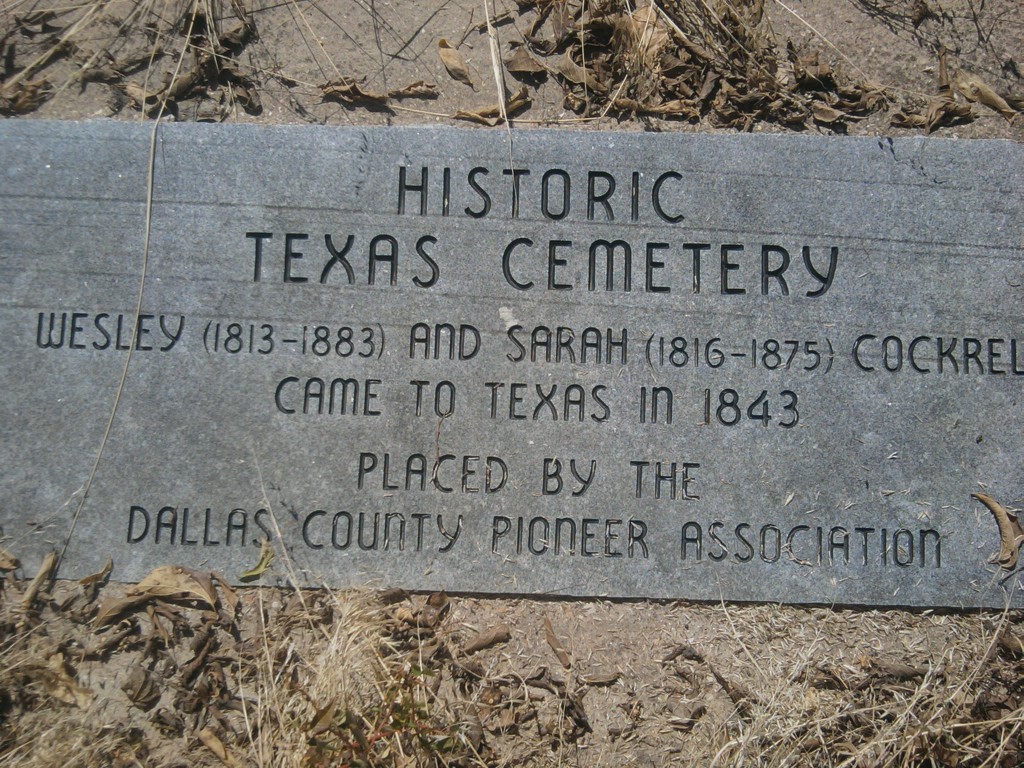 HISTORIC
TEXAS CEMETERY
WESLEY (1813-1883) AND SARAH (1816-1875) COCKREL
CAME TO TEXAS IN 1843
PLACED BY THE
DALLAS COUNTY PIONEER ASSOCIATION